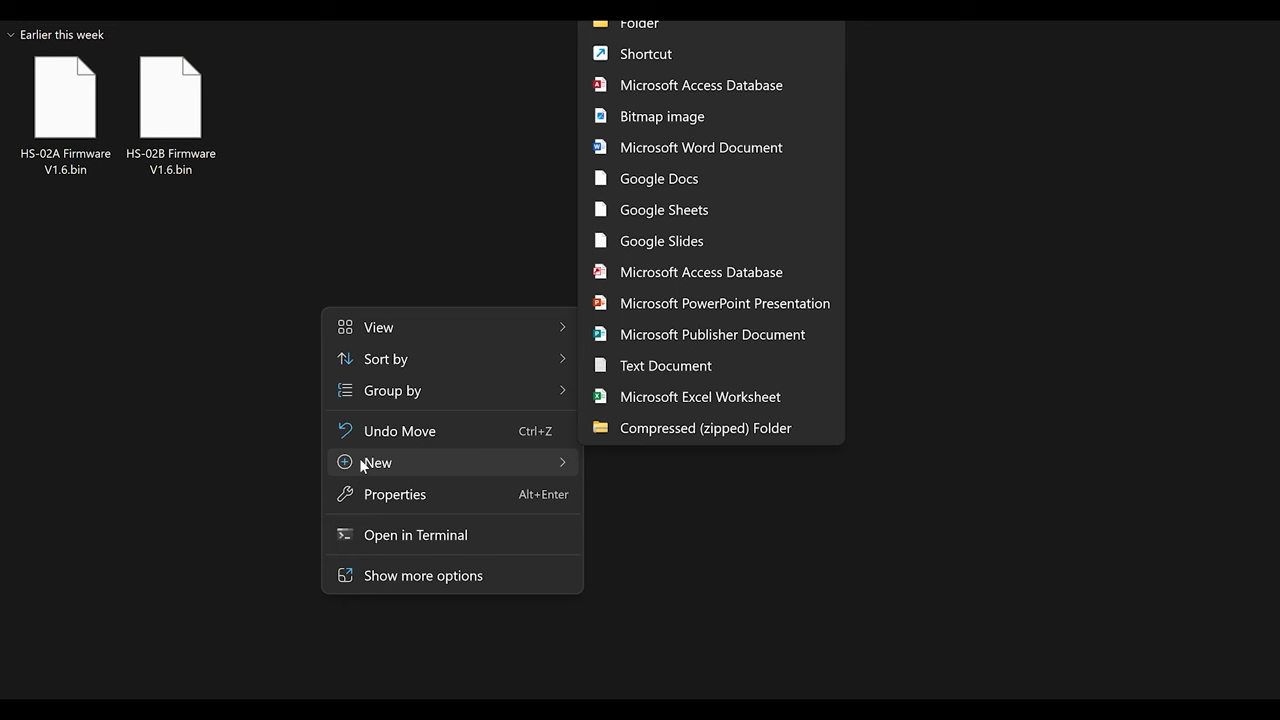 Earlier this week
HS-02A Firmware
V1.6.bin
HS-02B Firmware
V1.6.bin
View
Sort by
Group by
Undo Move Ctrl+Z
New
Properties Alt+Enter
Open in Terminal
Show more options
Folder
Shortcut
Microsoft Access Database
Bitmap image
Microsoft Word Document
Google Docs
Google Sheets
Google Slides
Microsoft Access Database
Microsoft PowerPoint Presentation
Microsoft Publisher Document
Text Document
Microsoft Excel Worksheet
Compressed (zipped) Folder